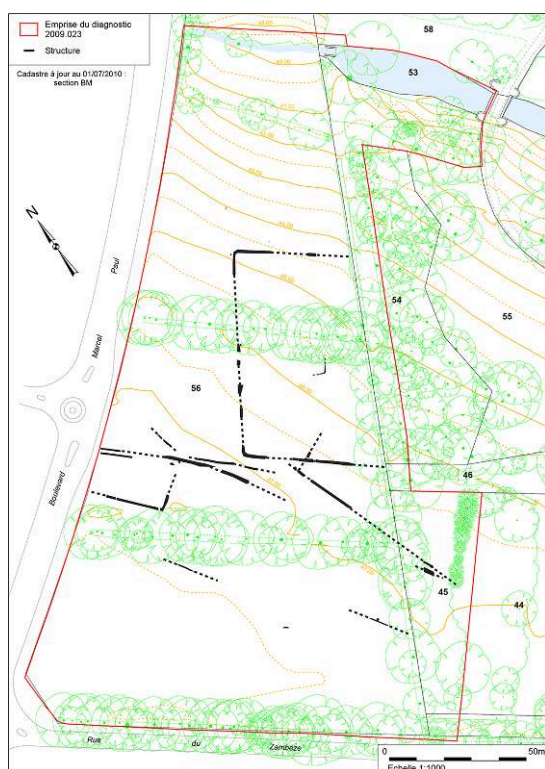 Emprise du diagnostic
2009.023
Structure
Cadastre à jour au 01/07/2010 :
section BM
58
53
N
Paul
Marcel
Boulevard
54
55
56
46
45
44
Rue du Zamboze
0 50m
Echelle 1:1000